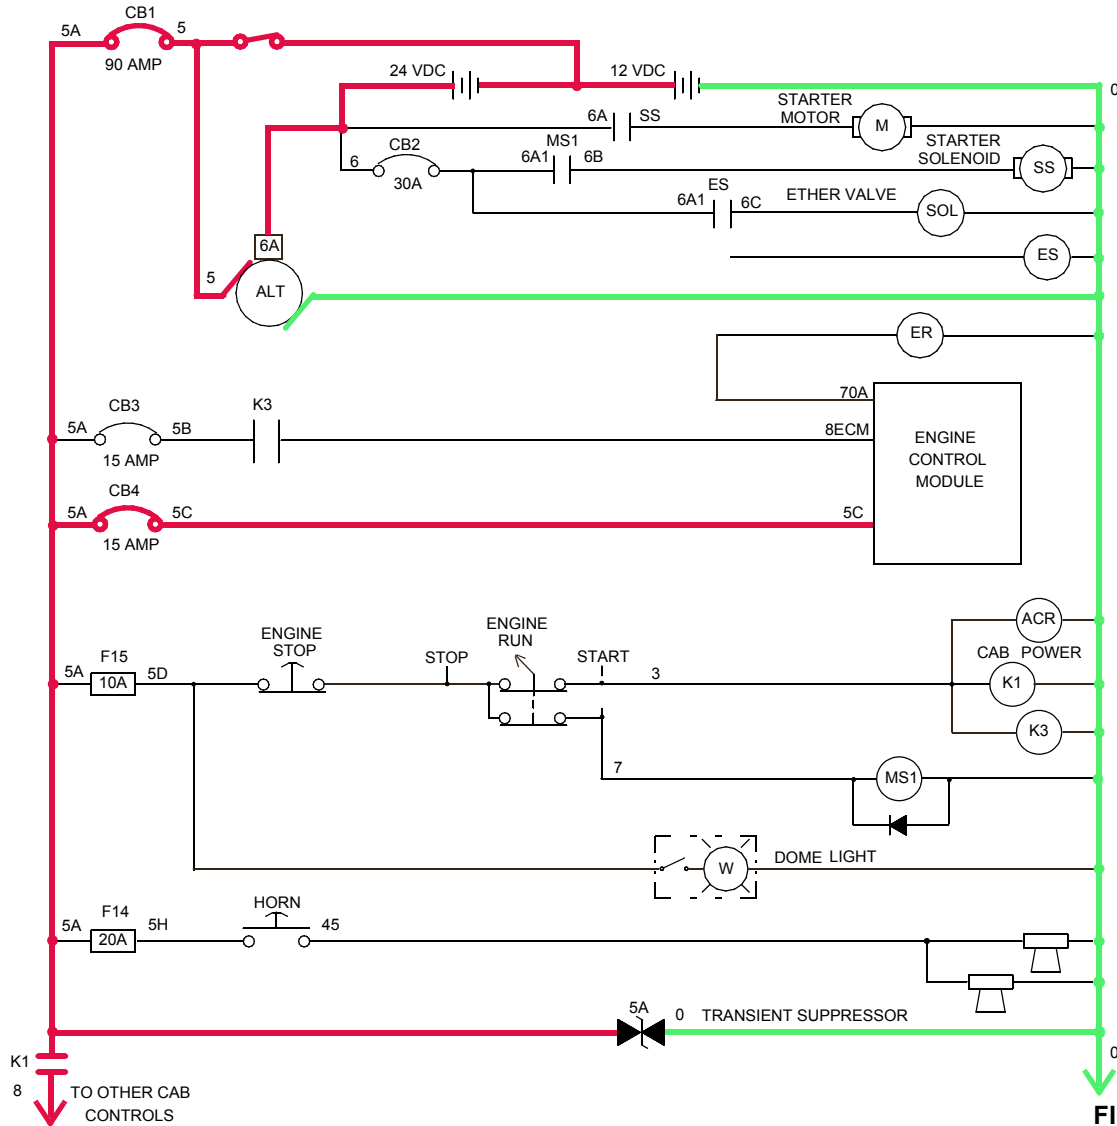 CB1
5A
5
90 AMP
24 VDC
12 VDC
0
STARTER
MOTOR
6A
SS
M
STARTER
SOLENOID
CB2
MS1
6
6A1
6B
30A
SS
ES
ETHER VALVE
6A1
6C
SOL
6A
ES
5
ALT
ER
70A
CB3
K3
5A
5B
8ECM
15 AMP
ENGINE
CONTROL
MODULE
CB4
5A
5C
5C
15 AMP
ACR
ENGINE
STOP
ENGINE
RUN
F15
STOP
START
CAB POWER
5A
10A
5D
3
K1
K3
7
MS1
W
DOME LIGHT
F14
HORN
5A
20A
5H
45
5A
0
TRANSIENT SUPPRESSOR
0
K1
8
TO OTHER CAB
CONTROLS
FI